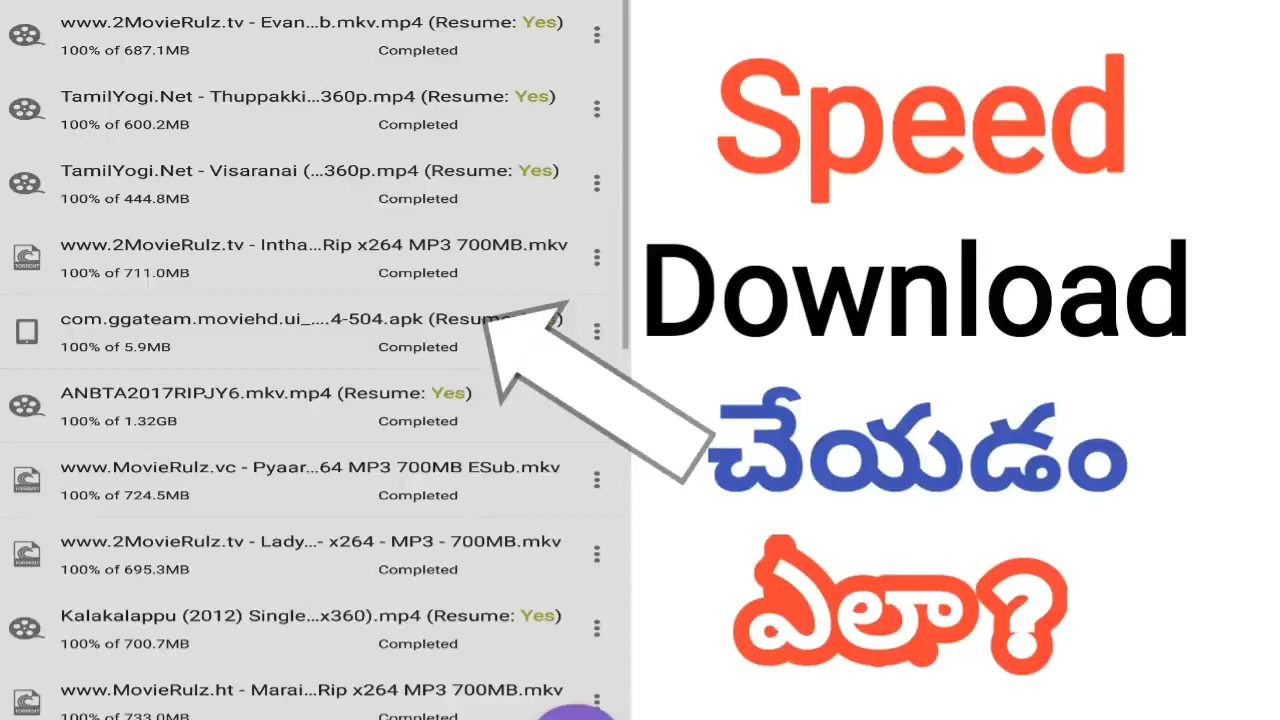 www.2MovieRulz.tv - Evan...b.mkv.mp4 (Resume: Yes)
100% of 687.1MB Completed
TamilYogi.Net - Thuppakki...360p.mp4 (Resume: Yes)
100% of 600.2MB Completed
TamilYogi.Net - Visaranai (...360p.mp4 (Resume: Yes)
100% of 444.8MB Completed
www.2MovieRulz.tv - Intha...Rip x264 MP3 700MB.mkv
100% of 711.0MB Completed
com.ggateam.moviehd.ui_....4-504.apk
100% of 5.9MB Completed
ANBTA2017RIPJY6.mkv.mp4 (Resume: Yes)
100% of 1.32GB Completed
www.MovieRulz.vc - Pyaar...64 MP3 700MB ESub.mkv
100% of 724.5MB Completed
www.2MovieRulz.tv - Lady...- x264 - MP3 - 700MB.mkv
100% of 695.3MB Completed
Kalakalappu (2012) Single...x360).mp4 (Resume: Yes)
100% of 700.7MB Completed
www.MovieRulz.ht - Marai...Rip x264 MP3 700MB.mkv
100% of 733.0MB Completed
Speed
Download
చేయడం
ఏలా?